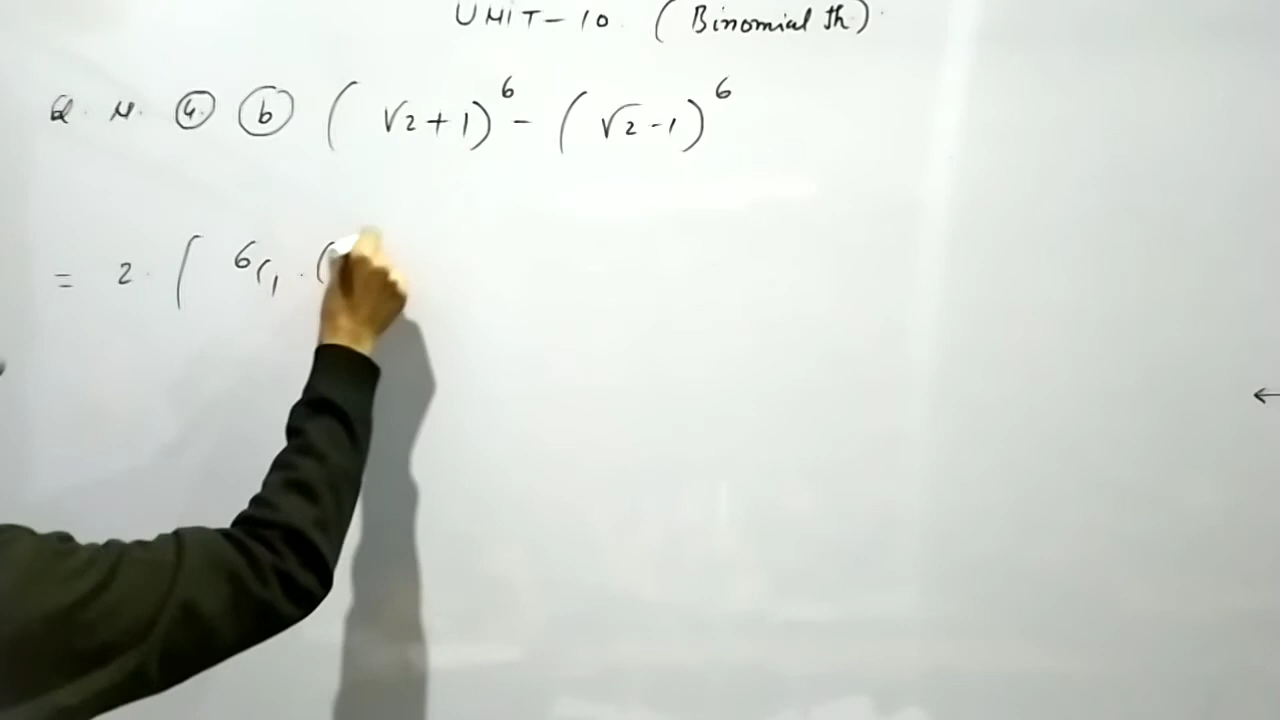 UNIT-10 (Binomial th)
Q. N. ④ ⓑ (√2+1)⁶ - (√2-1)⁶
= 2 · [ ⁶C₁ · (
←